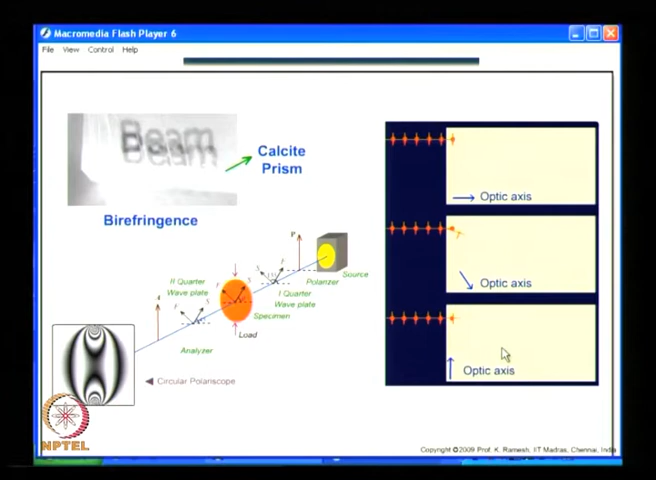 Macromedia Flash Player 6
File View Control Help
Beam
Beam
Calcite
Prism
Birefringence
Optic axis
Optic axis
Optic axis
P
Source
Polarizer
I Quarter
Wave plate
S
F
Specimen
Load
II Quarter
Wave plate
F
S
A
Analyzer
Circular Polariscope
NPTEL
Copyright ©2009 Prof. K. Ramesh, IIT Madras, Chennai, India